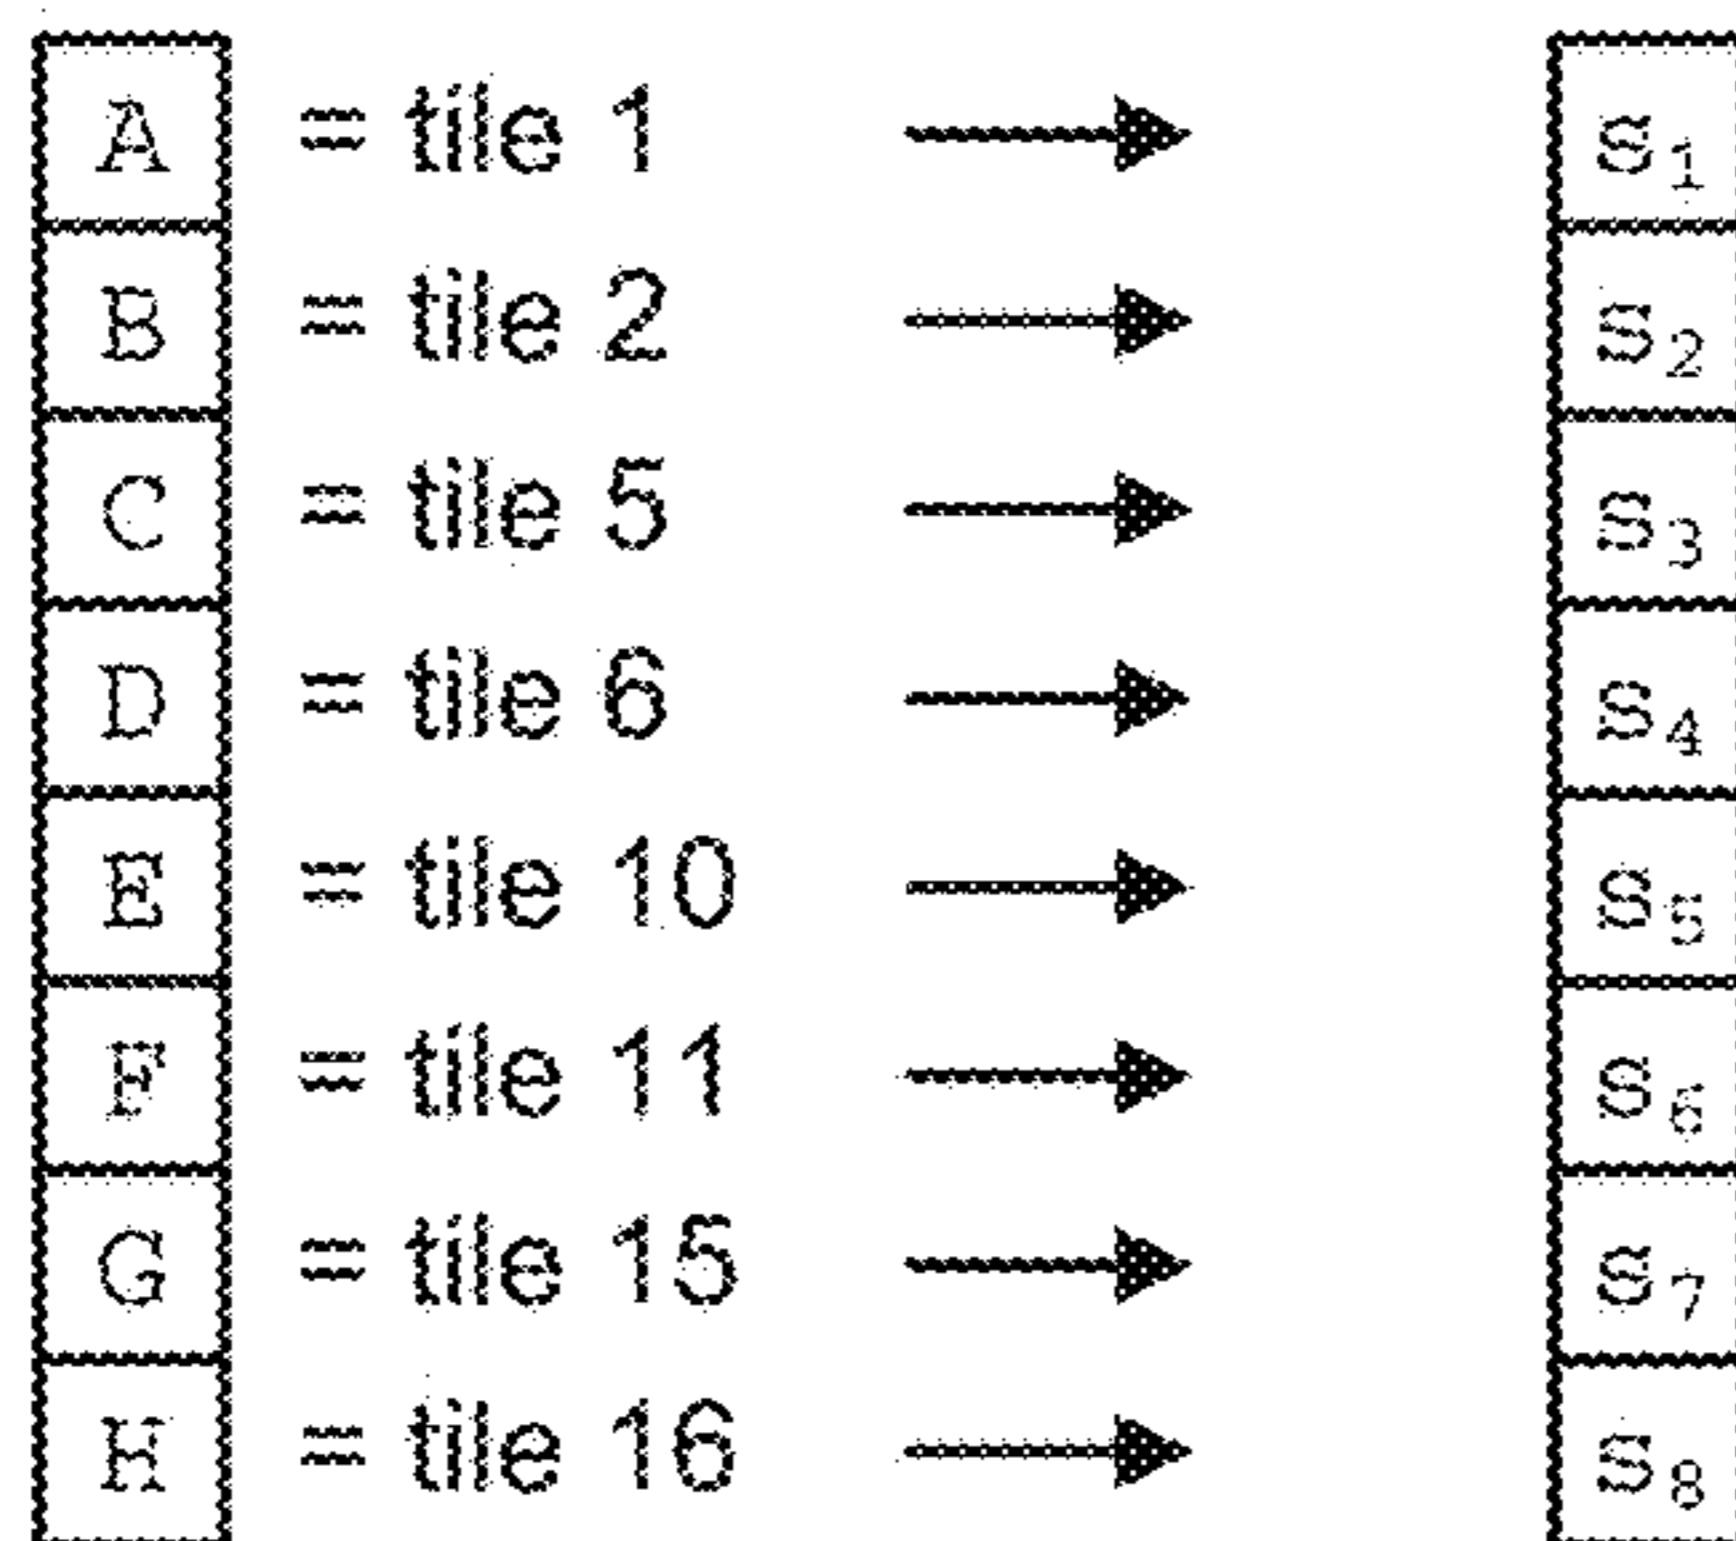 A = tile 1 S1
B = tile 2 S2
C = tile 5 S3
D = tile 6 S4
E = tile 10 S5
F = tile 11 S6
G = tile 15 S7
H = tile 16 S8